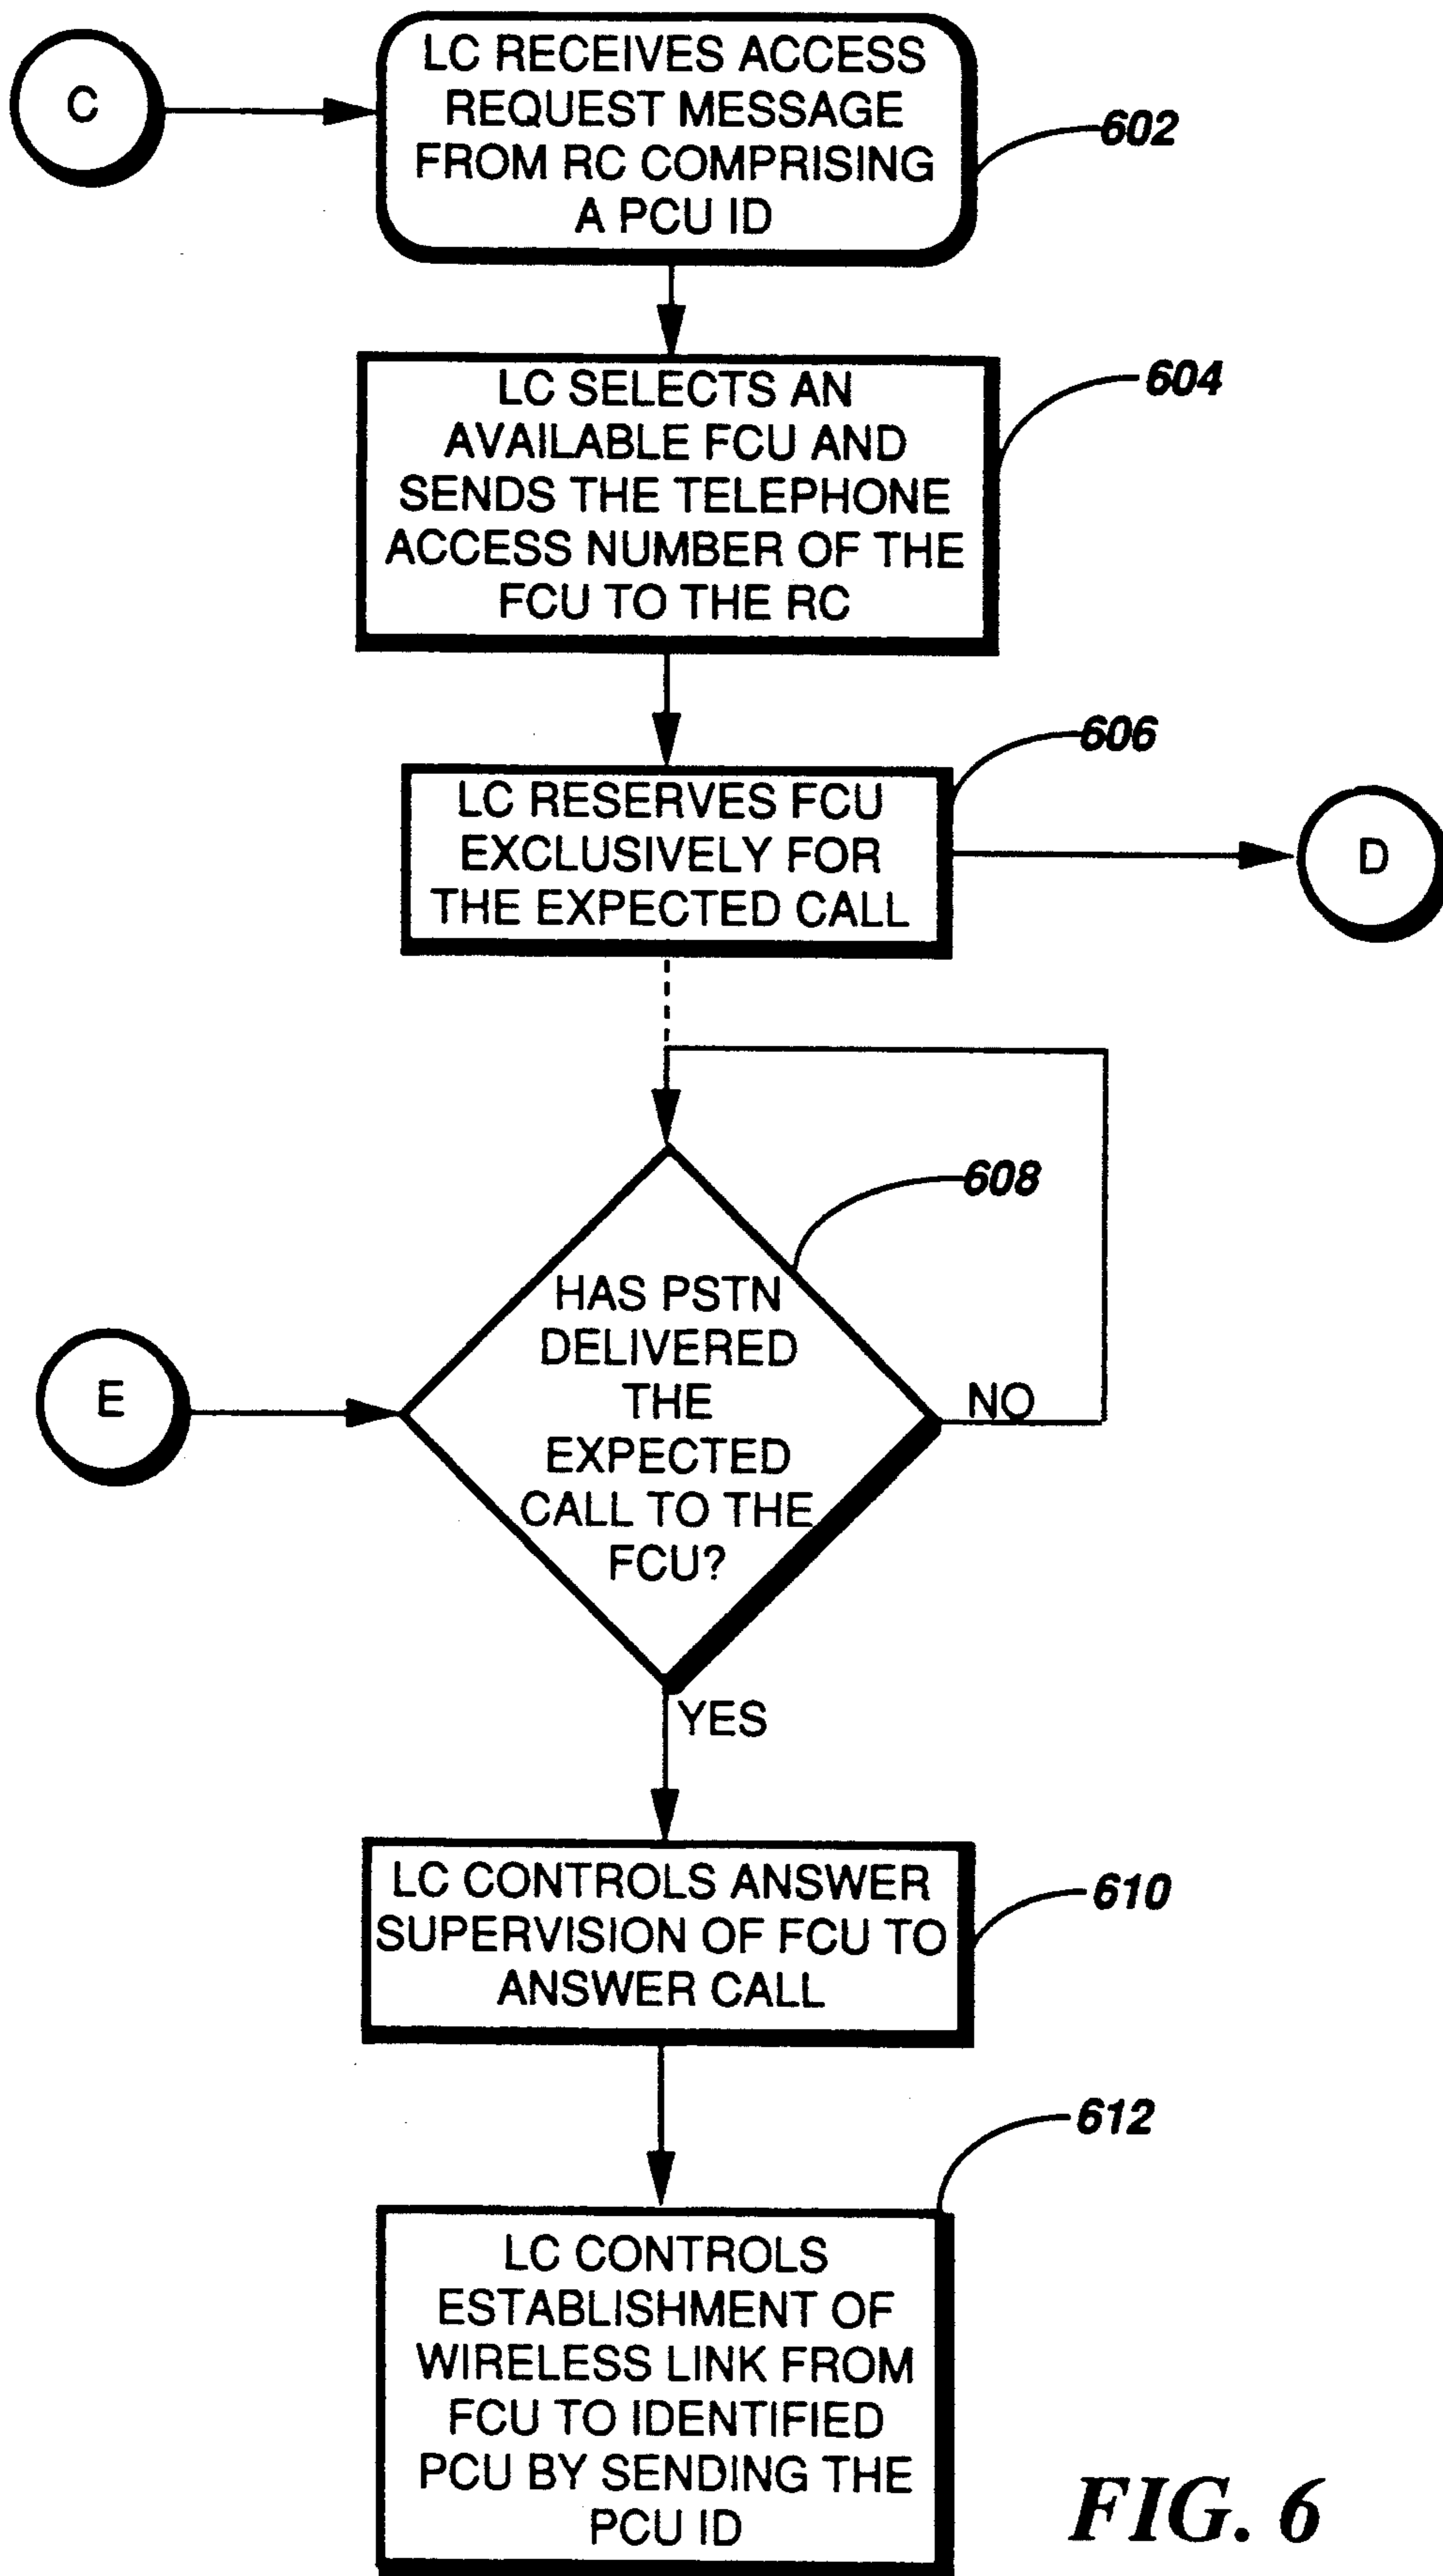 C
LC RECEIVES ACCESS
REQUEST MESSAGE
FROM RC COMPRISING
A PCU ID
602
LC SELECTS AN
AVAILABLE FCU AND
SENDS THE TELEPHONE
ACCESS NUMBER OF THE
FCU TO THE RC
604
LC RESERVES FCU
EXCLUSIVELY FOR
THE EXPECTED CALL
606
D
HAS PSTN
DELIVERED
THE
EXPECTED
CALL TO THE
FCU?
608
E
NO
YES
LC CONTROLS ANSWER
SUPERVISION OF FCU TO
ANSWER CALL
610
LC CONTROLS
ESTABLISHMENT OF
WIRELESS LINK FROM
FCU TO IDENTIFIED
PCU BY SENDING THE
PCU ID
612
FIG. 6